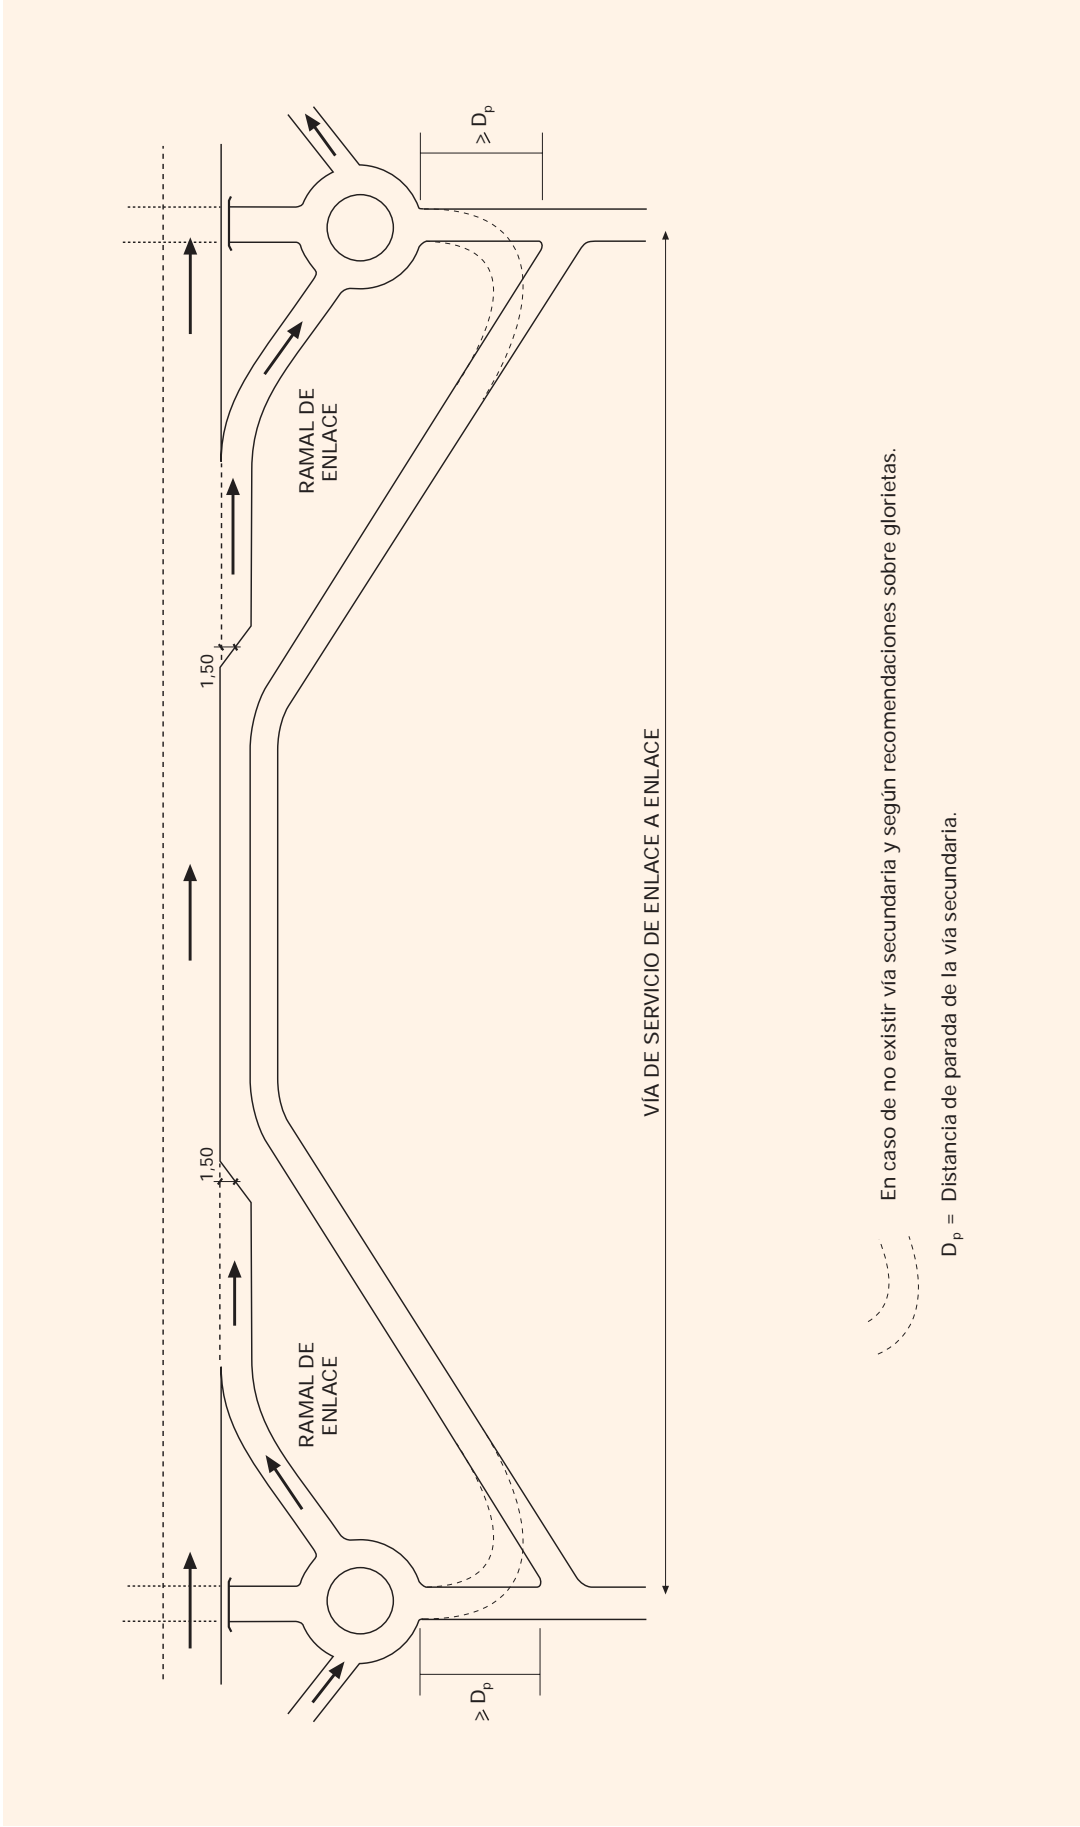 1,50
1,50
RAMAL DE
ENLACE
RAMAL DE
ENLACE
⩾ Dp
⩾ Dp
VÍA DE SERVICIO DE ENLACE A ENLACE
En caso de no existir vía secundaria y según recomendaciones sobre glorietas.
Dp = Distancia de parada de la vía secundaria.